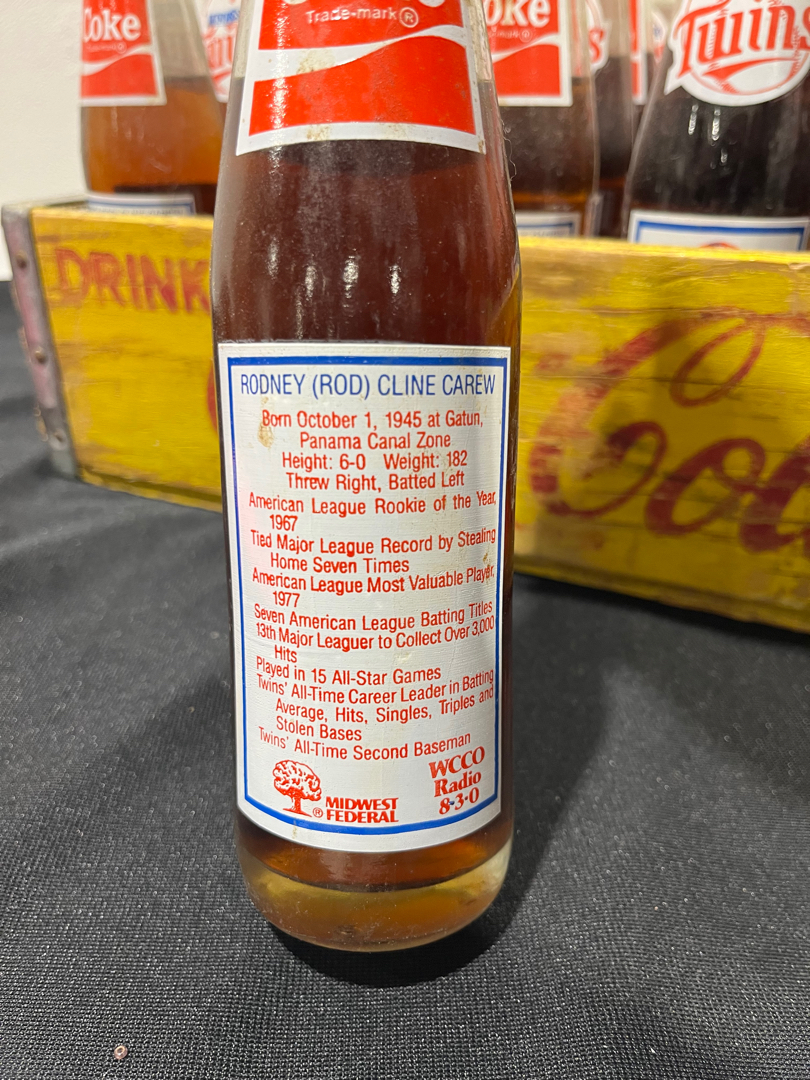 Coke
Trade-mark ®
Coke
Twins
DRINK
RODNEY (ROD) CLINE CAREW
Born October 1, 1945 at Gatun,
Panama Canal Zone
Height: 6-0 Weight: 182
Threw Right, Batted Left
American League Rookie of the Year,
1967
Tied Major League Record by Stealing
Home Seven Times
American League Most Valuable Player,
1977
Seven American League Batting Titles
13th Major Leaguer to Collect Over 3,000
Hits
Played in 15 All-Star Games
Twins' All-Time Career Leader in Batting
Average, Hits, Singles, Triples and
Stolen Bases
Twins' All-Time Second Baseman
MIDWEST
® FEDERAL
WCCO
Radio
8·3·0